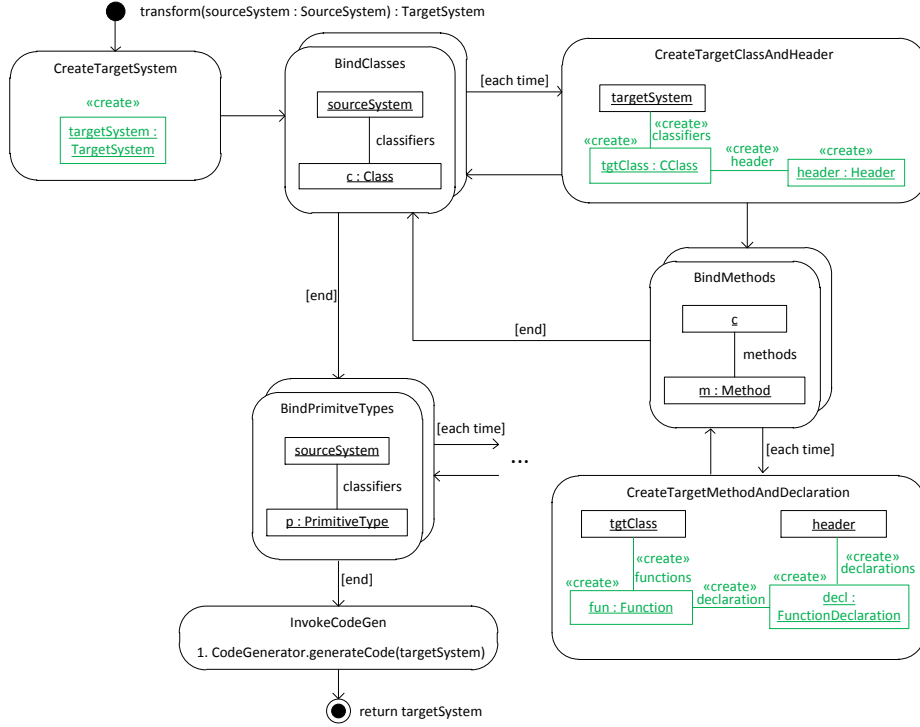 transform(sourceSystem : SourceSystem) : TargetSystem
CreateTargetSystem
«create»
targetSystem :
TargetSystem
BindClasses
sourceSystem
classifiers
c : Class
[each time]
CreateTargetClassAndHeader
targetSystem
«create»
classifiers
«create»
tgtClass : CClass
«create»
header
«create»
header : Header
[end]
[end]
BindMethods
c
methods
m : Method
[each time]
BindPrimitveTypes
sourceSystem
classifiers
p : PrimitiveType
[each time]
...
CreateTargetMethodAndDeclaration
tgtClass
header
«create»
functions
«create»
declarations
«create»
fun : Function
«create»
declaration
«create»
decl :
FunctionDeclaration
[end]
InvokeCodeGen
1. CodeGenerator.generateCode(targetSystem)
return targetSystem